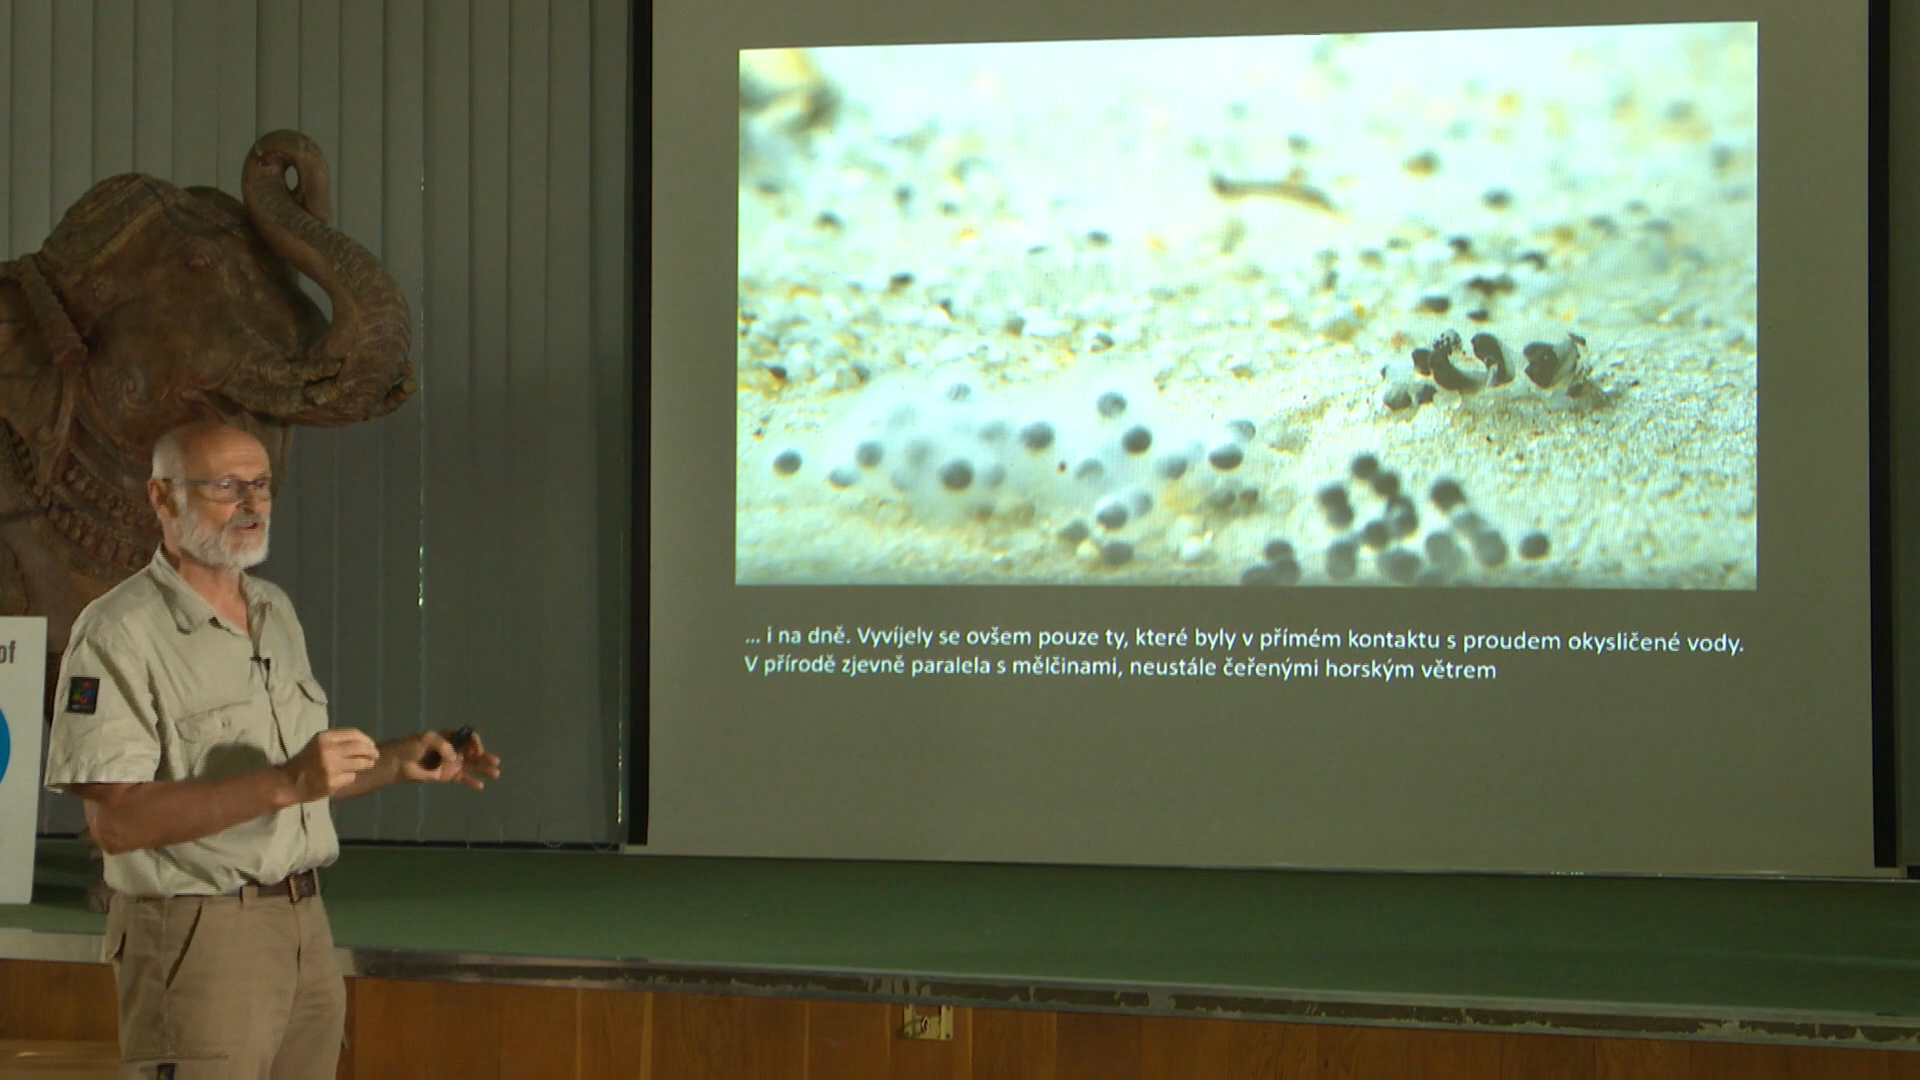 of
... i na dně. Vyvíjely se ovšem pouze ty, které byly v přímém kontaktu s proudem okysličené vody.
V přírodě zjevně paralela s mělčinami, neustále čeřenými horským větrem